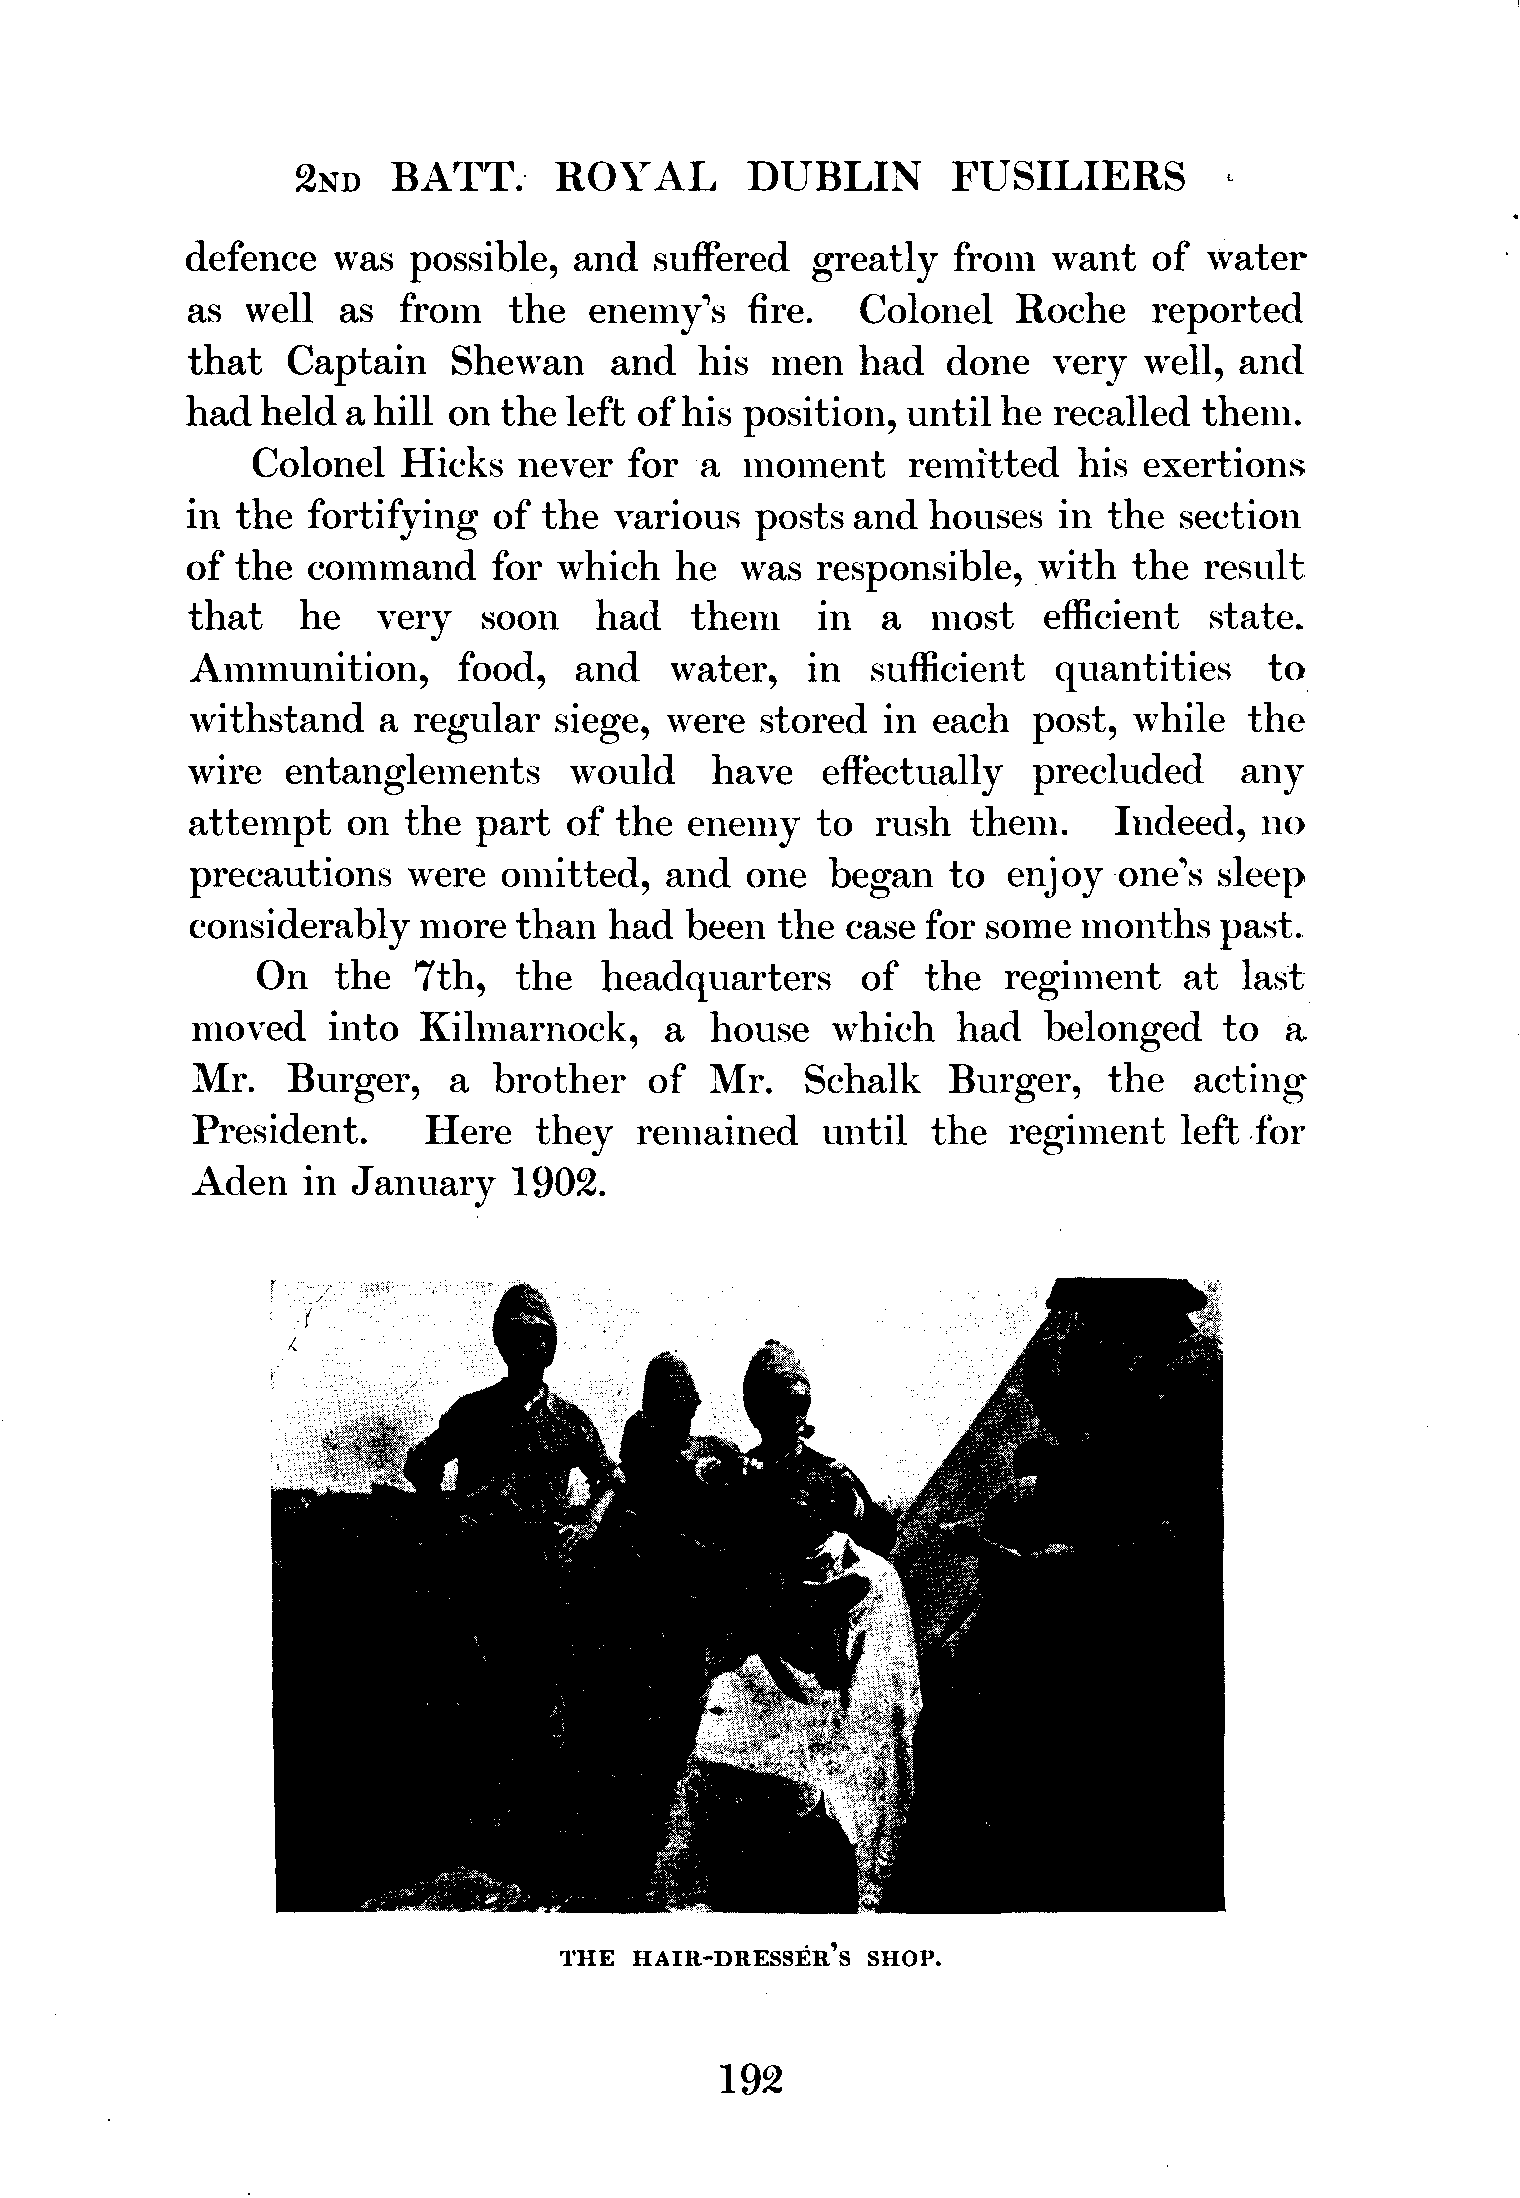 2ND BATT. ROYAL DUBLIN FUSILIERS
defence was possible, and suffered greatly from want of water
as well as from the enemy's fire. Colonel Roche reported
that Captain Shewan and his men had done very well, and
had held a hill on the left of his position, until he recalled them.
Colonel Hicks never for a moment remitted his exertions
in the fortifying of the various posts and houses in the section
of the command for which he was responsible, with the result
that he very soon had them in a most efficient state.
Ammunition, food, and water, in sufficient quantities to
withstand a regular siege, were stored in each post, while the
wire entanglements would have effectually precluded any
attempt on the part of the enemy to rush them. Indeed, no
precautions were omitted, and one began to enjoy one's sleep
considerably more than had been the case for some months past.
On the 7th, the headquarters of the regiment at last
moved into Kilmarnock, a house which had belonged to a
Mr. Burger, a brother of Mr. Schalk Burger, the acting
President. Here they remained until the regiment left for
Aden in January 1902.
THE HAIR-DRESSER'S SHOP.
192